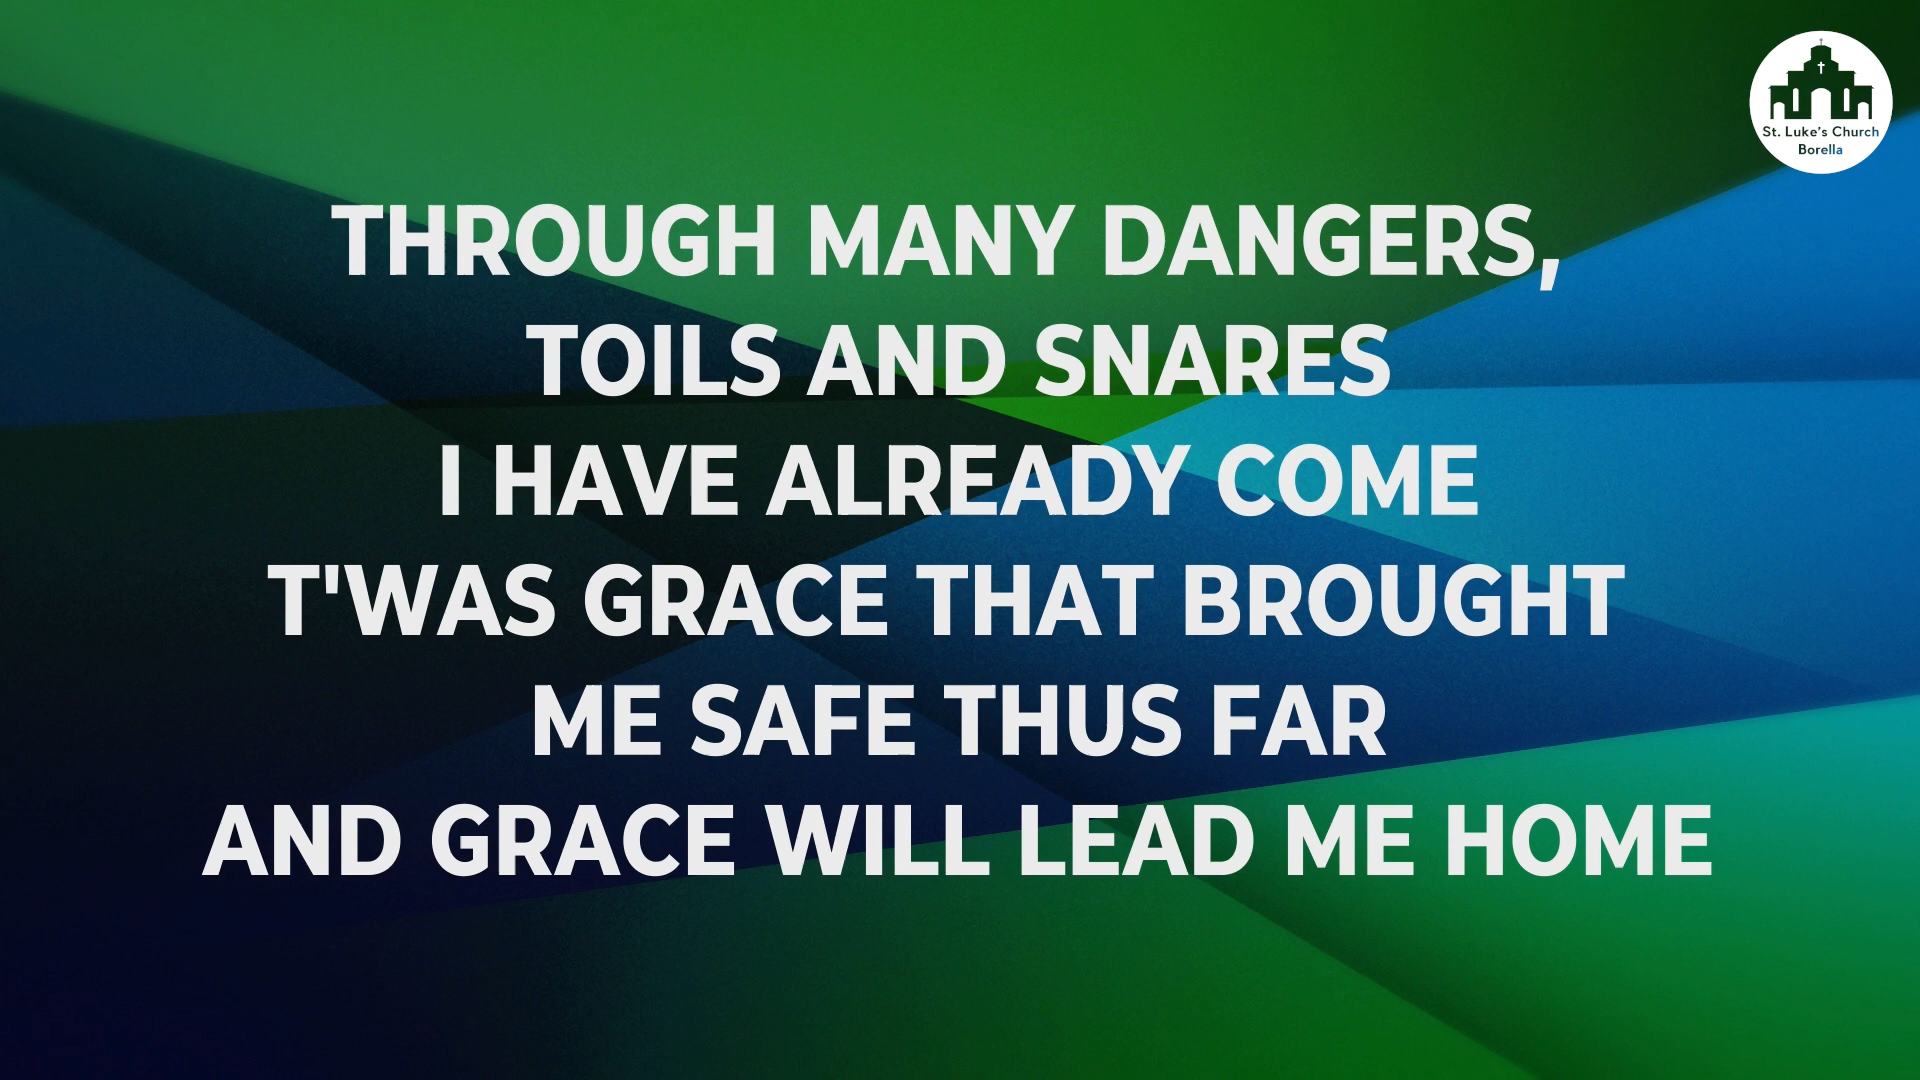 St. Luke's Church
Borella
THROUGH MANY DANGERS,
TOILS AND SNARES
I HAVE ALREADY COME
T'WAS GRACE THAT BROUGHT
ME SAFE THUS FAR
AND GRACE WILL LEAD ME HOME